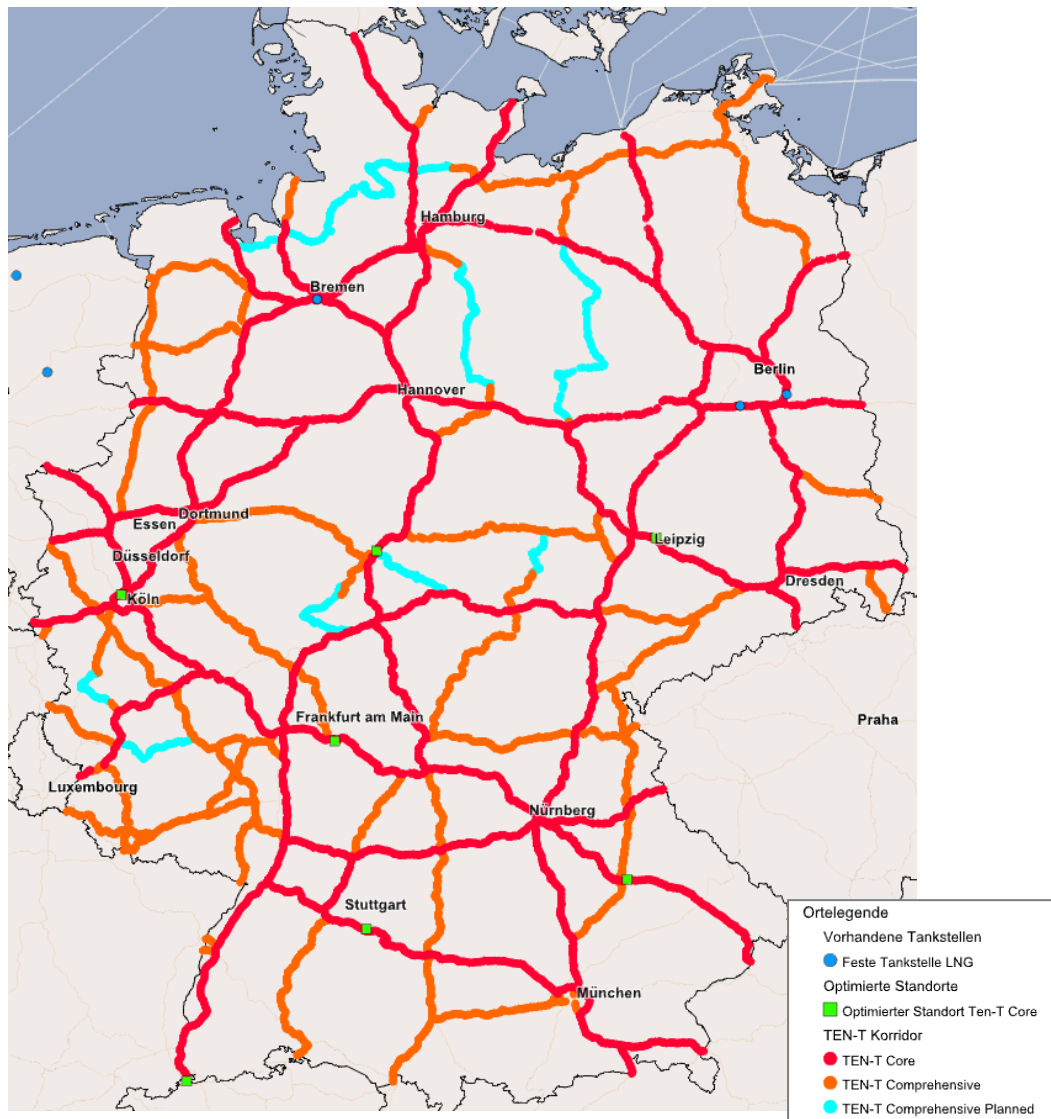 Hamburg
Bremen
Berlin
Hannover
Dortmund
Essen
Leipzig
Düsseldorf
Dresden
Köln
Frankfurt am Main
Praha
Luxembourg
Nürnberg
Stuttgart
München
Ortelegende
Vorhandene Tankstellen
Feste Tankstelle LNG
Optimierte Standorte
Optimierter Standort Ten-T Core
TEN-T Korridor
TEN-T Core
TEN-T Comprehensive
TEN-T Comprehensive Planned